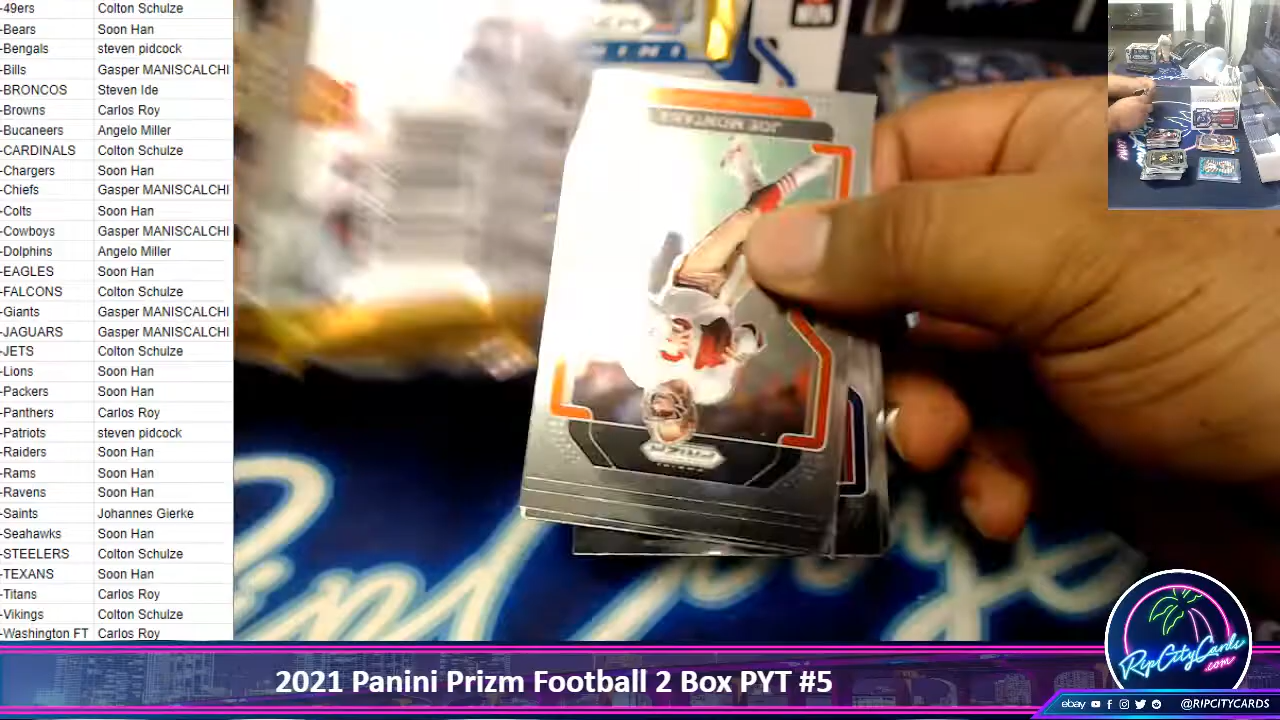 -49ers Colton Schulze
-Bears Soon Han
-Bengals steven pidcock
-Bills Gasper MANISCALCHI
-BRONCOS Steven Ide
-Browns Carlos Roy
-Bucaneers Angelo Miller
-CARDINALS Colton Schulze
-Chargers Soon Han
-Chiefs Gasper MANISCALCHI
-Colts Soon Han
-Cowboys Gasper MANISCALCHI
-Dolphins Angelo Miller
-EAGLES Soon Han
-FALCONS Colton Schulze
-Giants Gasper MANISCALCHI
-JAGUARS Gasper MANISCALCHI
-JETS Colton Schulze
-Lions Soon Han
-Packers Soon Han
-Panthers Carlos Roy
-Patriots steven pidcock
-Raiders Soon Han
-Rams Soon Han
-Ravens Soon Han
-Saints Johannes Gierke
-Seahawks Soon Han
-STEELERS Colton Schulze
-TEXANS Soon Han
-Titans Carlos Roy
-Vikings Colton Schulze
-Washington FT Carlos Roy
JOE MONTANA
PRIZM
2021 Panini Prizm Football 2 Box PYT #5
RipCityCards
.com
ebay @RIPCITYCARDS